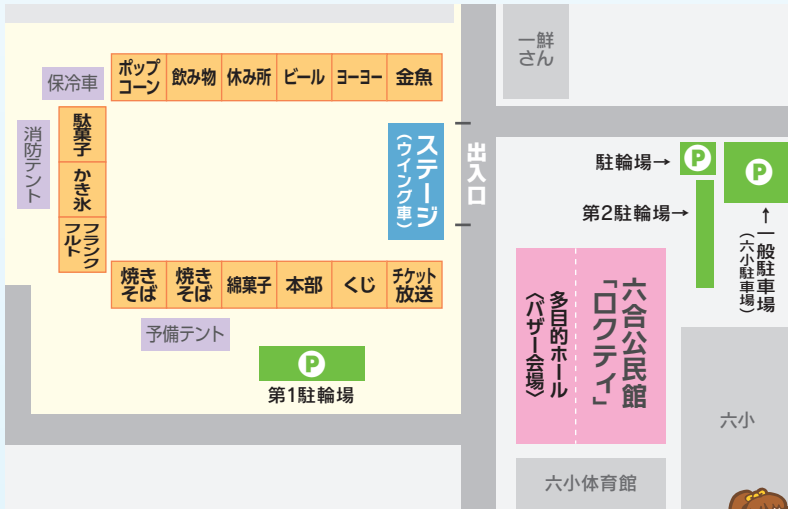 一鮮
さん
保冷車
ポップ
コーン
飲み物
休み所
ビール
ヨーヨー
金魚
消防テント
駄菓子
かき氷
フランク
フルト
ステージ
(ウイング車)
出入口
駐輪場→
P
P
第2駐輪場→
↑
一般駐車場
(六小駐車場)
焼き
そば
焼き
そば
綿菓子
本部
くじ
チケット
放送
予備テント
P
第1駐輪場
六合公民館
「ロクティ」
多目的ホール
〈バザー会場〉
六小
六小体育館